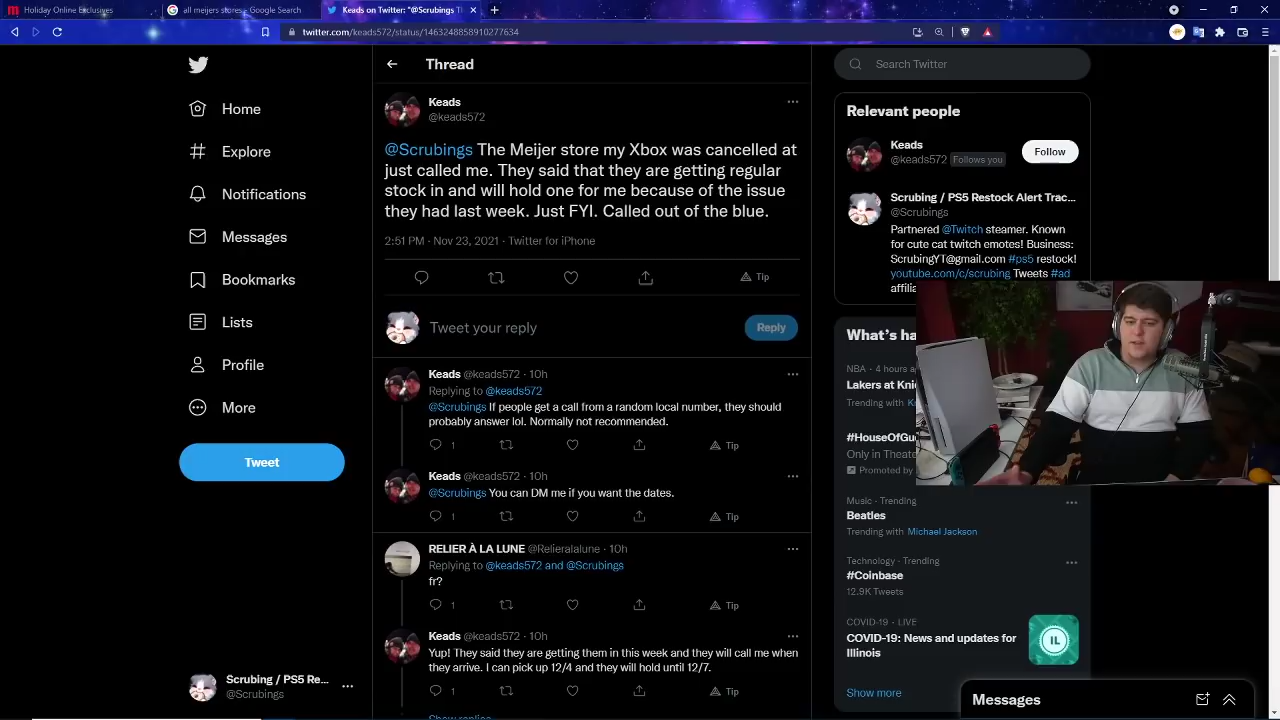 Holiday Online Exclusives
all meijers stores - Google Search
Keads on Twitter: "@Scrubings Th
twitter.com/keads572/status/1463248858910277634
Home
Explore
Notifications
Messages
Bookmarks
Lists
Profile
More
Tweet
Scrubing / PS5 Re...
@Scrubings
Thread
Keads
@keads572
@Scrubings The Meijer store my Xbox was cancelled at
just called me. They said that they are getting regular
stock in and will hold one for me because of the issue
they had last week. Just FYI. Called out of the blue.
2:51 PM · Nov 23, 2021 · Twitter for iPhone
Tip
Tweet your reply
Reply
Keads @keads572 · 10h
Replying to @keads572
@Scrubings If people get a call from a random local number, they should
probably answer lol. Normally not recommended.
1
Tip
Keads @keads572 · 10h
@Scrubings You can DM me if you want the dates.
1
Tip
RELIER À LA LUNE @Relieralalune · 10h
Replying to @keads572 and @Scrubings
fr?
1
Tip
Keads @keads572 · 10h
Yup! They said they are getting them in this week and they will call me when
they arrive. I can pick up 12/4 and they will hold until 12/7.
1
Tip
Show replies
Search Twitter
Relevant people
Keads
@keads572 Follows you
Follow
Scrubing / PS5 Restock Alert Trac...
@Scrubings
Partnered @Twitch steamer. Known
for cute cat twitch emotes! Business:
ScrubingYT@gmail.com #ps5
restock!
youtube.com/c/scrubing Tweets #ad
affilia
What's ha
NBA · 4 hours a
Lakers at Kni
Trending with K
#HouseOfGu
Only in Theate
Promoted by
Music · Trending
Beatles
Trending with Michael Jackson
Technology · Trending
#Coinbase
12.9K Tweets
COVID-19 · LIVE
COVID-19: News and updates for
Illinois
IL
Show more
Messages